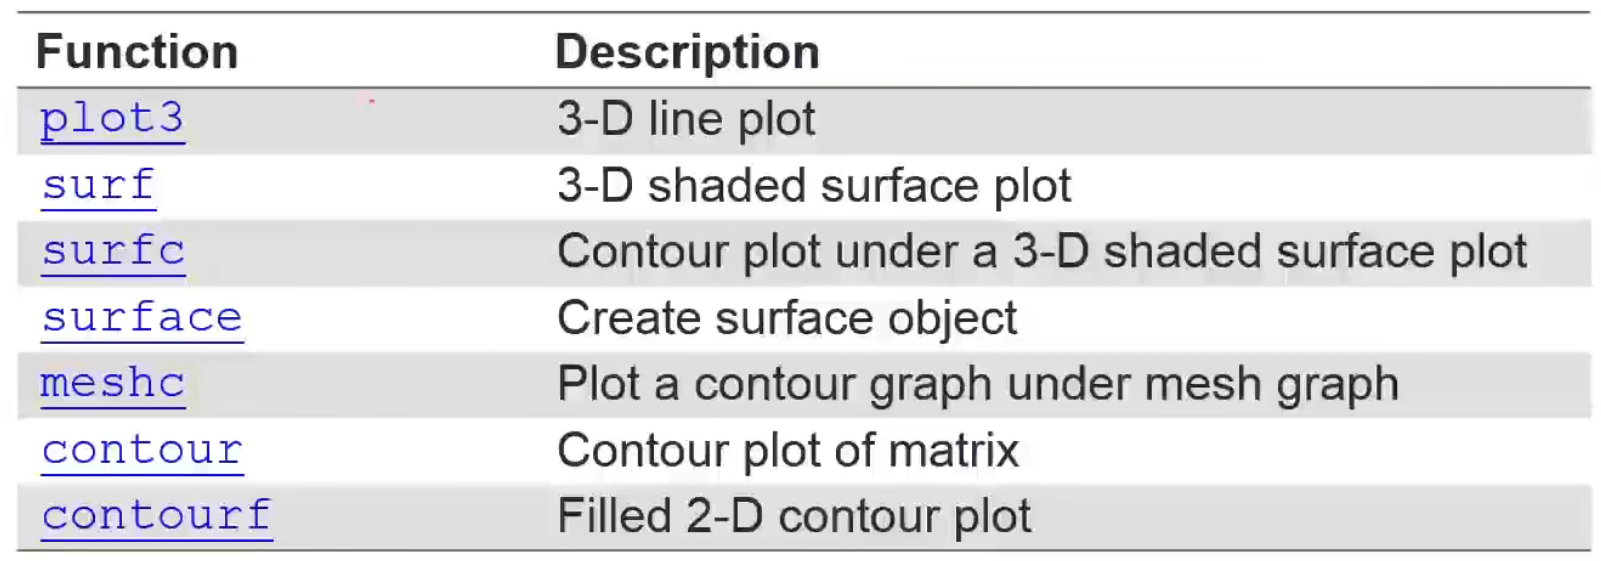 Function Description
plot3 3-D line plot
surf 3-D shaded surface plot
surfc Contour plot under a 3-D shaded surface plot
surface Create surface object
meshc Plot a contour graph under mesh graph
contour Contour plot of matrix
contourf Filled 2-D contour plot